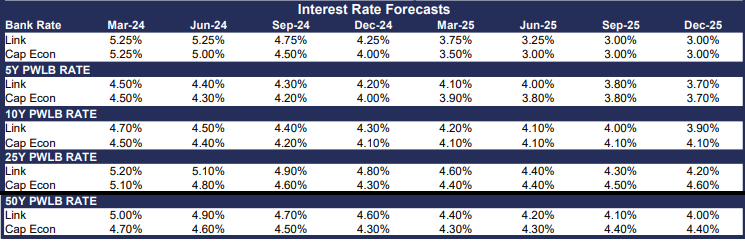 Interest Rate Forecasts
Bank Rate Mar-24 Jun-24 Sep-24 Dec-24 Mar-25 Jun-25 Sep-25 Dec-25
Link 5.25% 5.25% 4.75% 4.25% 3.75% 3.25% 3.00% 3.00%
Cap Econ 5.25% 5.00% 4.50% 4.00% 3.50% 3.00% 3.00% 3.00%
5Y PWLB RATE
Link 4.50% 4.40% 4.30% 4.20% 4.10% 4.00% 3.80% 3.70%
Cap Econ 4.50% 4.30% 4.20% 4.00% 3.90% 3.80% 3.80% 3.70%
10Y PWLB RATE
Link 4.70% 4.50% 4.40% 4.30% 4.20% 4.10% 4.00% 3.90%
Cap Econ 4.50% 4.40% 4.20% 4.10% 4.10% 4.10% 4.10% 4.10%
25Y PWLB RATE
Link 5.20% 5.10% 4.90% 4.80% 4.60% 4.40% 4.30% 4.20%
Cap Econ 5.10% 4.80% 4.60% 4.30% 4.40% 4.40% 4.50% 4.60%
50Y PWLB RATE
Link 5.00% 4.90% 4.70% 4.60% 4.40% 4.20% 4.10% 4.00%
Cap Econ 4.70% 4.60% 4.50% 4.30% 4.30% 4.30% 4.40% 4.40%